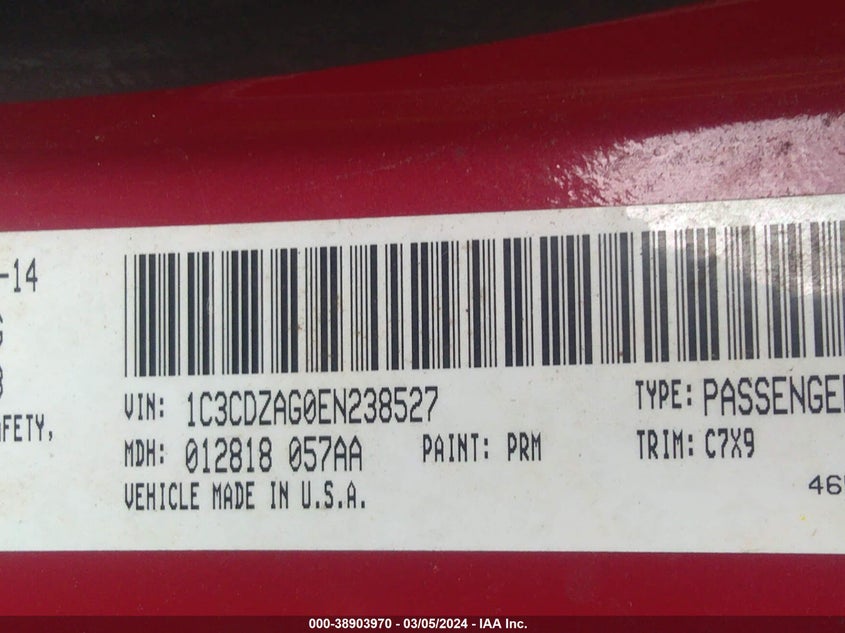 -14
AFETY,
VIN: 1C3CDZAG0EN238527
TYPE: PASSENGE
MDH: 012818 057AA PAINT: PRM TRIM: C7X9
VEHICLE MADE IN U.S.A.
46
000-38903970 - 03/05/2024 - IAA Inc.